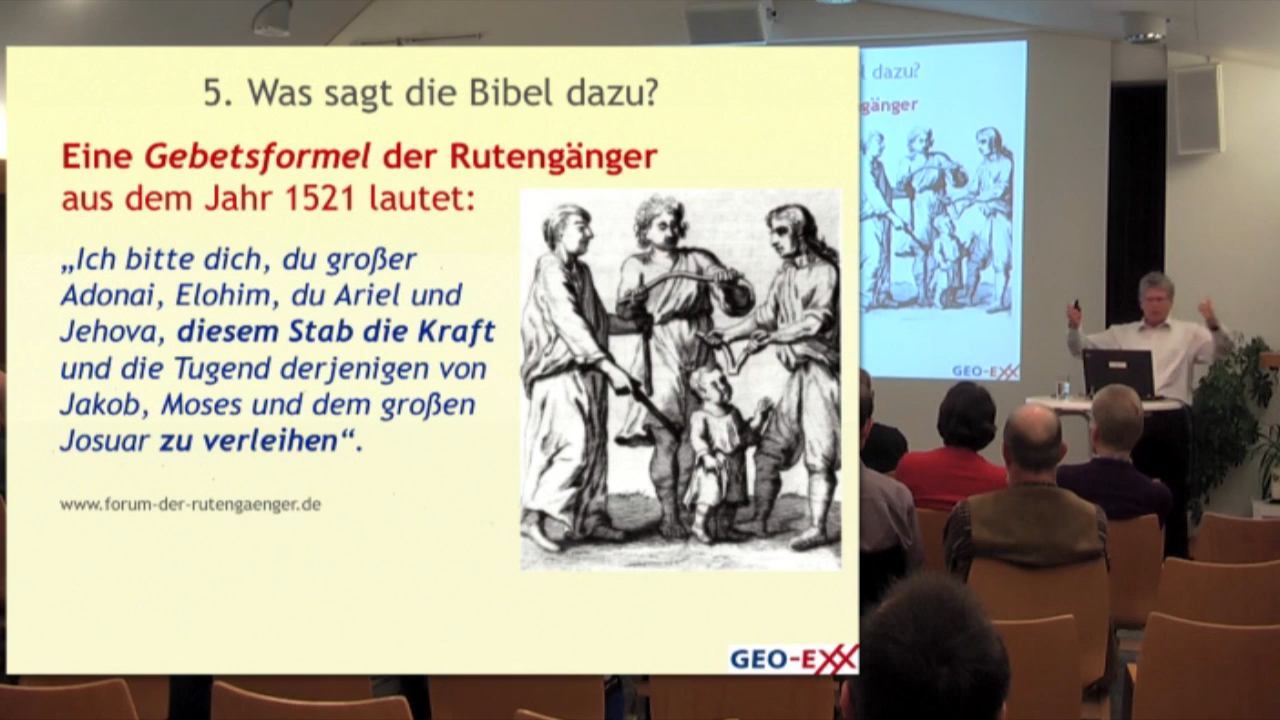 5. Was sagt die Bibel dazu?
Eine Gebetsformel der Rutengänger
aus dem Jahr 1521 lautet:
„Ich bitte dich, du großer
Adonai, Elohim, du Ariel und
Jehova, diesem Stab die Kraft
und die Tugend derjenigen von
Jakob, Moses und dem großen
Josuar zu verleihen“.
www.forum-der-rutengaenger.de
GEO-EXX
dazu?
gänger
GEO-EXX